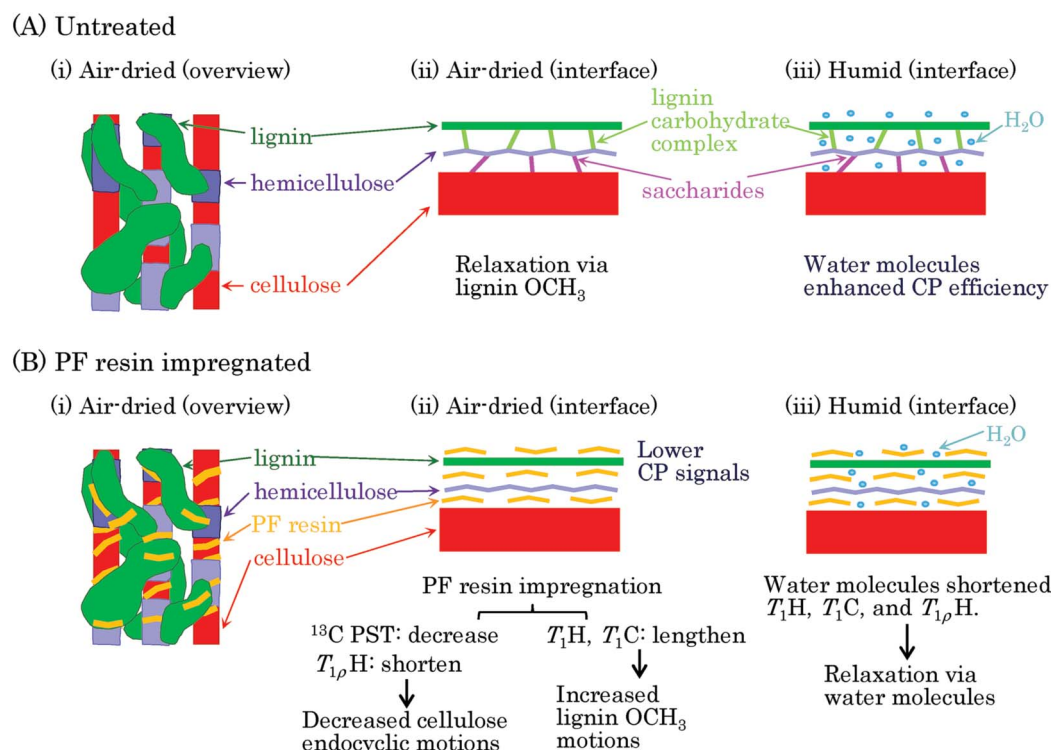 (A) Untreated
(i) Air-dried (overview)
(ii) Air-dried (interface)
(iii) Humid (interface)
lignin
hemicellulose
cellulose
lignin
carbohydrate
complex
saccharides
H₂O
Relaxation via
lignin OCH₃
Water molecules
enhanced CP efficiency
(B) PF resin impregnated
(i) Air-dried (overview)
(ii) Air-dried (interface)
(iii) Humid (interface)
lignin
hemicellulose
PF resin
cellulose
Lower
CP signals
H₂O
PF resin impregnation
¹³C PST: decrease
T₁ᵨH: shorten
Decreased cellulose
endocyclic motions
T₁H, T₁C: lengthen
Increased
lignin OCH₃
motions
Water molecules shortened
T₁H, T₁C, and T₁ᵨH.
Relaxation via
water molecules